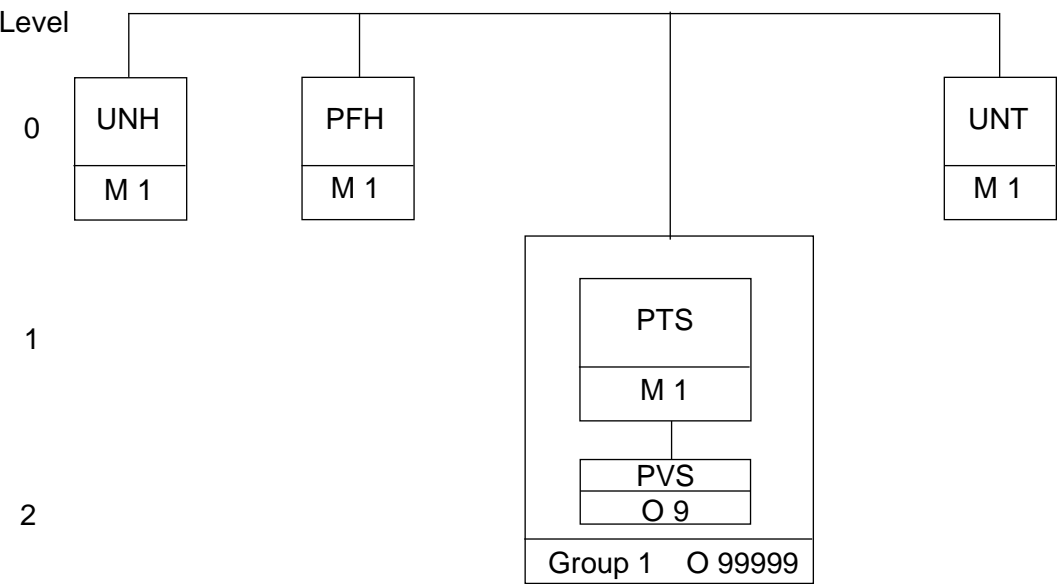 Level
0
UNH
PFH
UNT
M 1
M 1
M 1
1
PTS
M 1
2
PVS
O 9
Group 1 O 99999